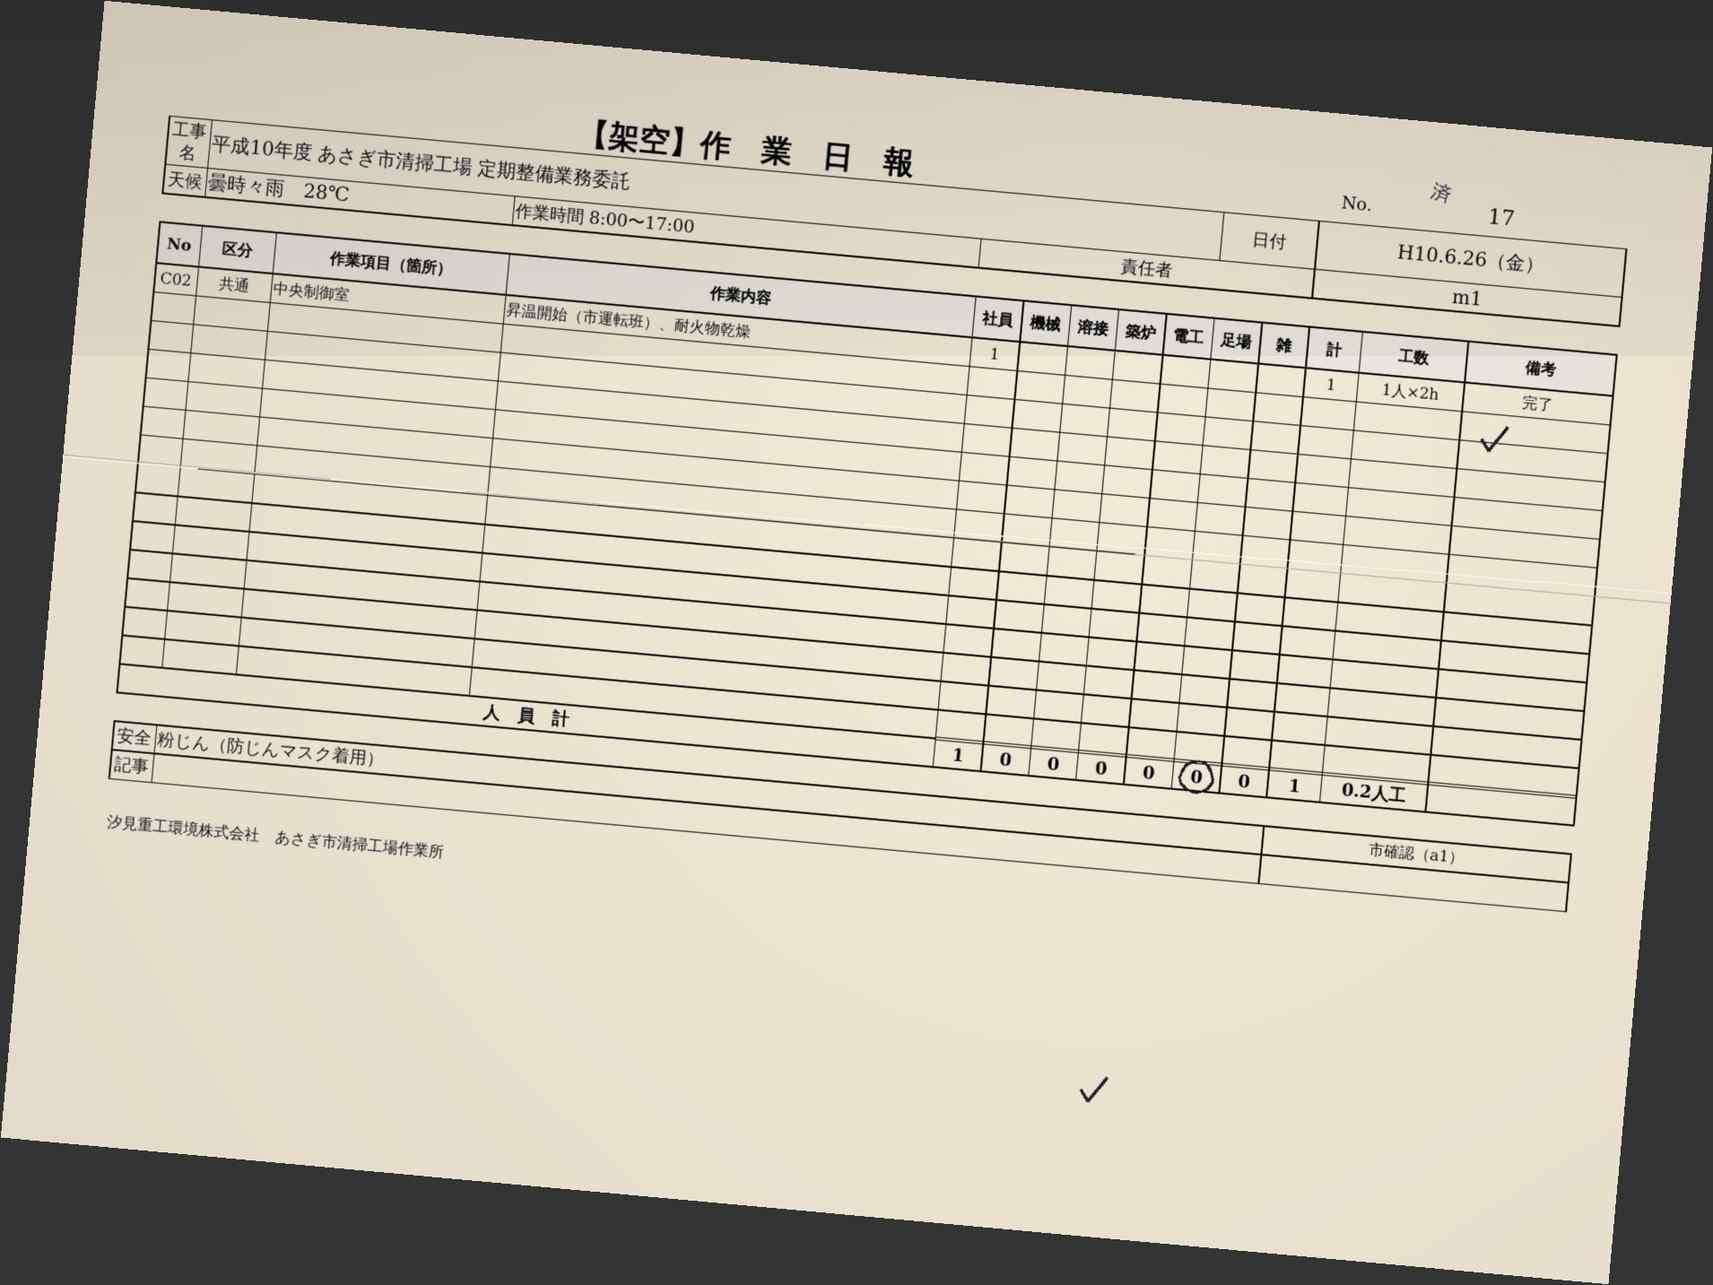 【架空】作 業 日 報
No. 済 17
工事名 平成10年度 あさぎ市清掃工場 定期整備業務委託 日付 H10.6.26（金）
天候 曇時々雨 28℃ 作業時間 8:00〜17:00 責任者 m1
No 区分 作業項目（箇所） 作業内容 社員 機械 溶接 築炉 電工 足場 雑 計 工数 備考
C02 共通 中央制御室 昇温開始（市運転班）、耐火物乾燥 1 1 1人×2h 完了
人 員 計 1 0 0 0 0 0 0 1 0.2人工
安全 粉じん（防じんマスク着用） 市確認（a1）
記事
汐見重工環境株式会社 あさぎ市清掃工場作業所